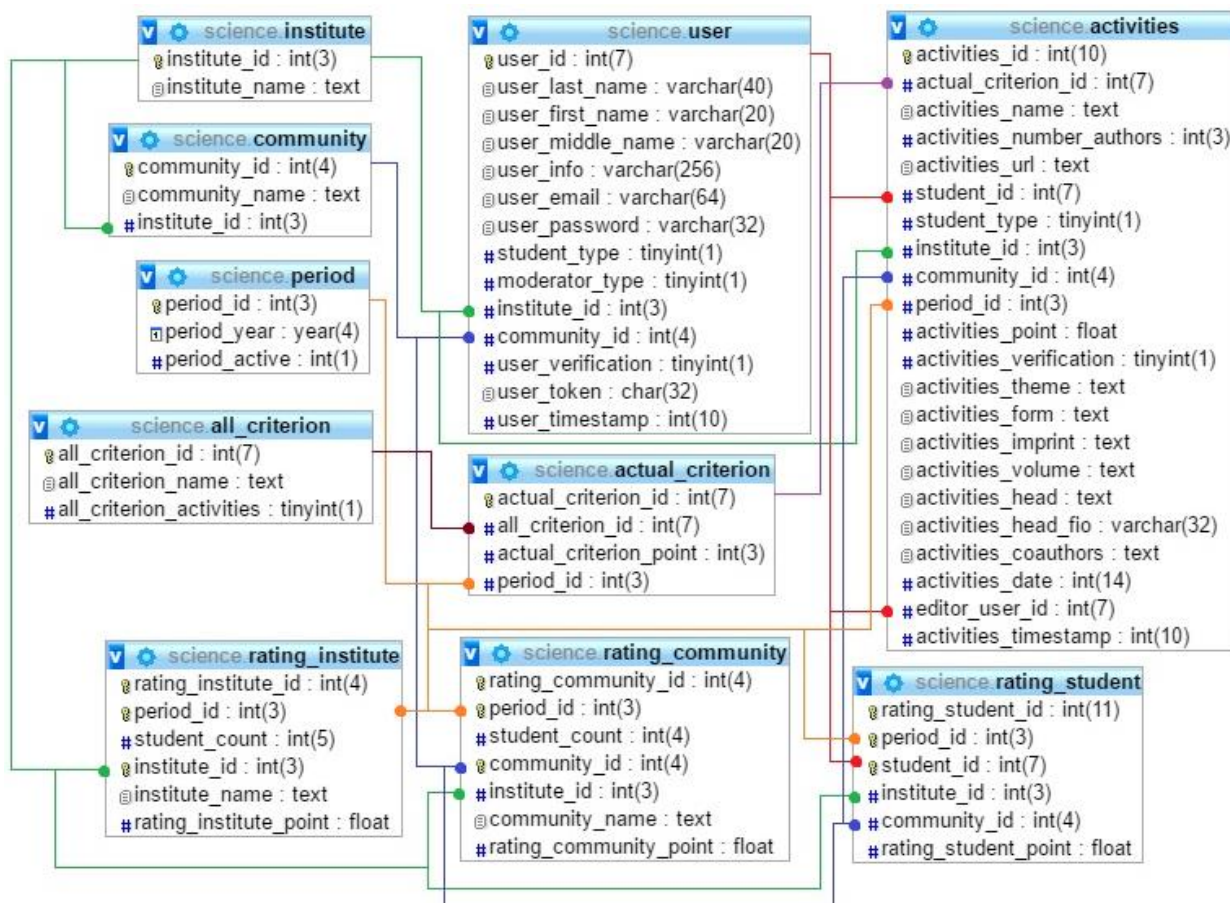 v science.institute
institute_id : int(3)
institute_name : text
v science.community
community_id : int(4)
community_name : text
#institute_id : int(3)
v science.period
period_id : int(3)
period_year : year(4)
#period_active : int(1)
v science.all_criterion
all_criterion_id : int(7)
all_criterion_name : text
#all_criterion_activities : tinyint(1)
v science.user
user_id : int(7)
user_last_name : varchar(40)
user_first_name : varchar(20)
user_middle_name : varchar(20)
user_info : varchar(256)
user_email : varchar(64)
user_password : varchar(32)
#student_type : tinyint(1)
#moderator_type : tinyint(1)
#institute_id : int(3)
#community_id : int(4)
#user_verification : tinyint(1)
user_token : char(32)
#user_timestamp : int(10)
v science.actual_criterion
actual_criterion_id : int(7)
#all_criterion_id : int(7)
#actual_criterion_point : int(3)
#period_id : int(3)
v science.activities
activities_id : int(10)
#actual_criterion_id : int(7)
activities_name : text
#activities_number_authors : int(3)
activities_url : text
#student_id : int(7)
#student_type : tinyint(1)
#institute_id : int(3)
#community_id : int(4)
#period_id : int(3)
#activities_point : float
#activities_verification : tinyint(1)
activities_theme : text
activities_form : text
activities_imprint : text
activities_volume : text
activities_head : text
activities_head_fio : varchar(32)
activities_coauthors : text
#activities_date : int(14)
#editor_user_id : int(7)
#activities_timestamp : int(10)
v science.rating_institute
rating_institute_id : int(4)
period_id : int(3)
#student_count : int(5)
institute_id : int(3)
institute_name : text
#rating_institute_point : float
v science.rating_community
rating_community_id : int(4)
period_id : int(3)
#student_count : int(4)
community_id : int(4)
#institute_id : int(3)
community_name : text
#rating_community_point : float
v science.rating_student
rating_student_id : int(11)
period_id : int(3)
student_id : int(7)
#institute_id : int(3)
#community_id : int(4)
#rating_student_point : float